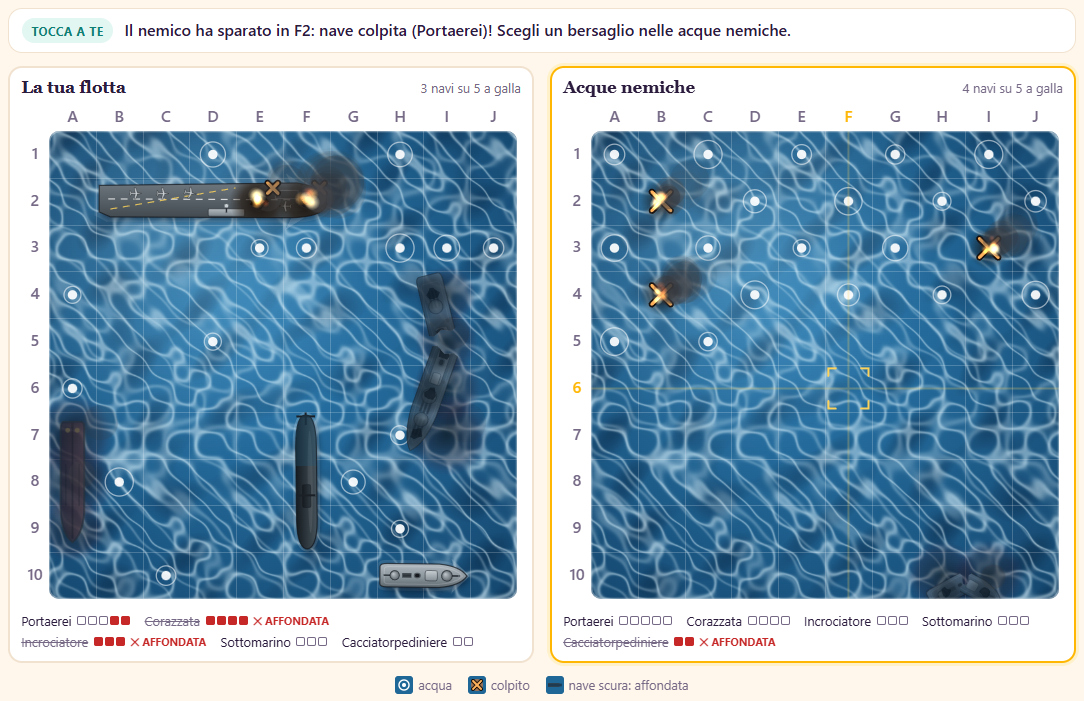 TOCCA A TE Il nemico ha sparato in F2: nave colpita (Portaerei)! Scegli un bersaglio nelle acque nemiche.
La tua flotta 3 navi su 5 a galla
A B C D E F G H I J
1
2
3
4
5
6
7
8
9
10
Portaerei Corazzata AFFONDATA
Incrociatore AFFONDATA Sottomarino Cacciatorpediniere
Acque nemiche 4 navi su 5 a galla
A B C D E F G H I J
1
2
3
4
5
6
7
8
9
10
Portaerei Corazzata Incrociatore Sottomarino
Cacciatorpediniere AFFONDATA
acqua colpito nave scura: affondata